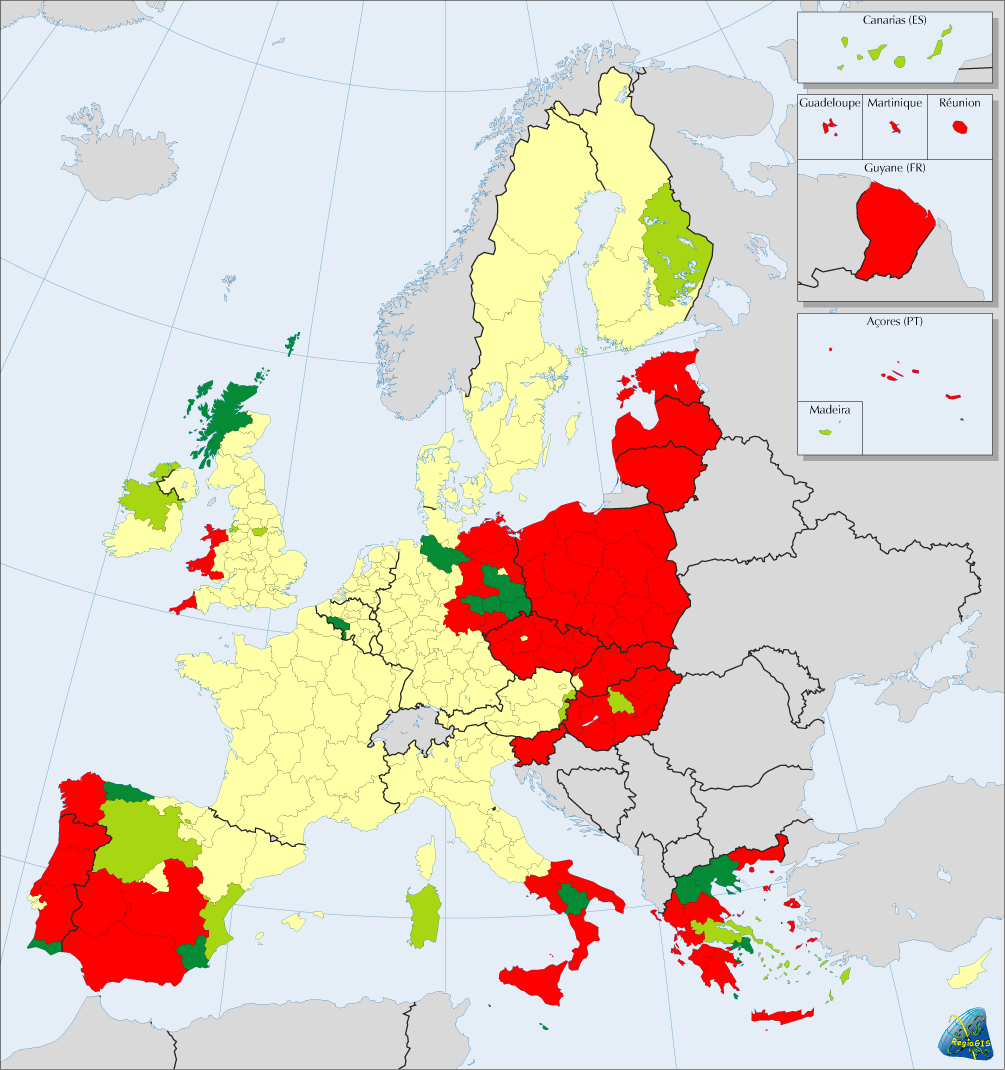 Canarias (ES)
Guadeloupe
Martinique
Réunion
Guyane (FR)
Açores (PT)
Madeira
RegioGIS